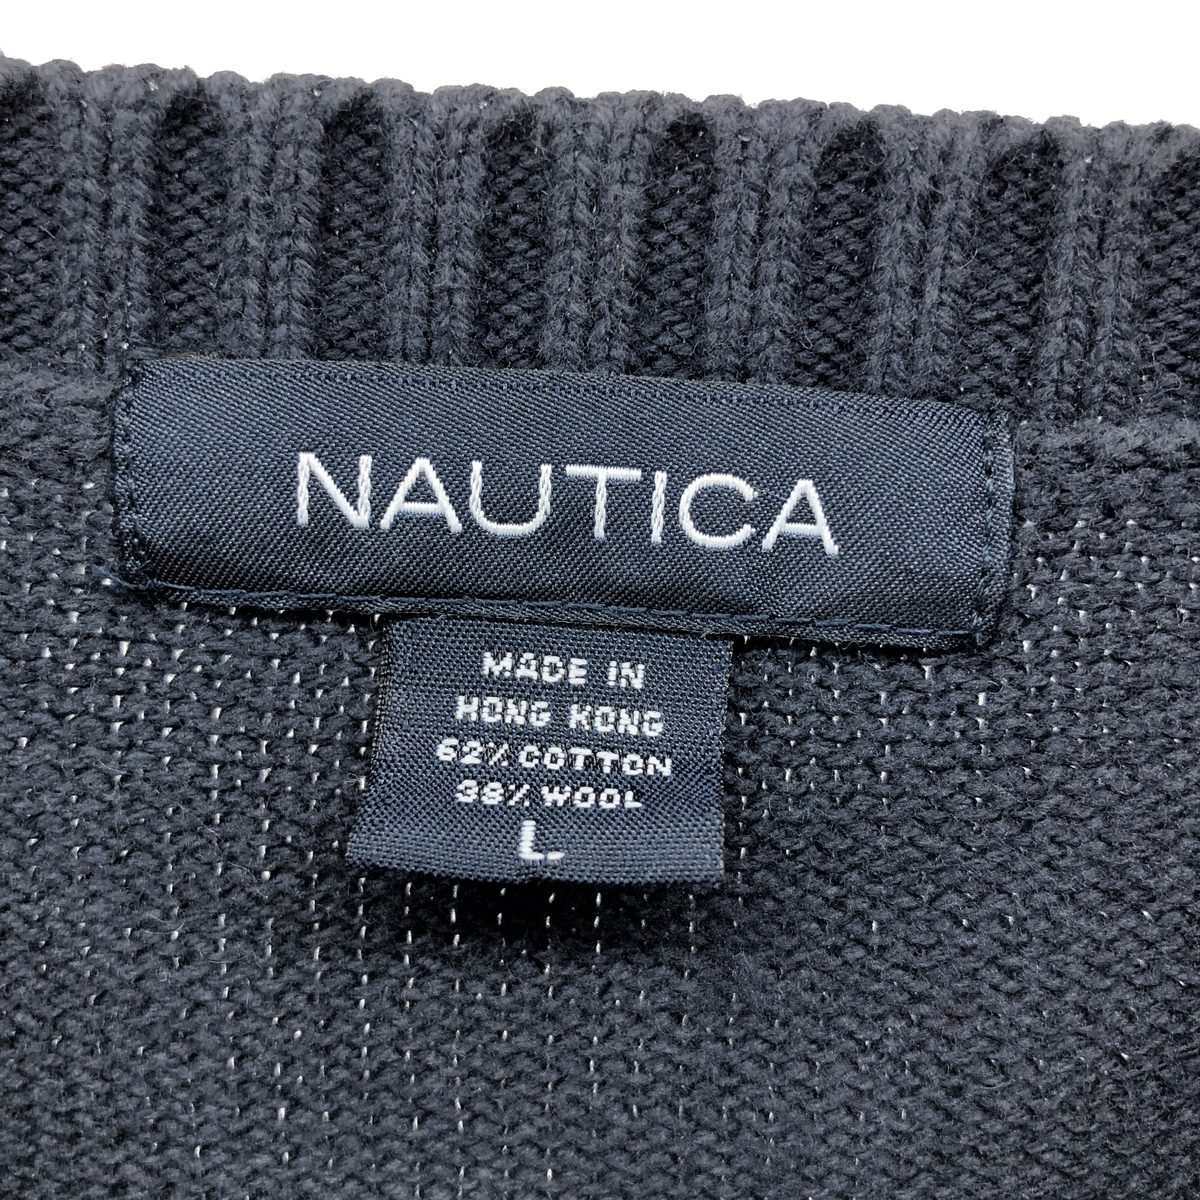 NAUTICA
MADE IN
HONG KONG
62% COTTON
38% WOOL
L